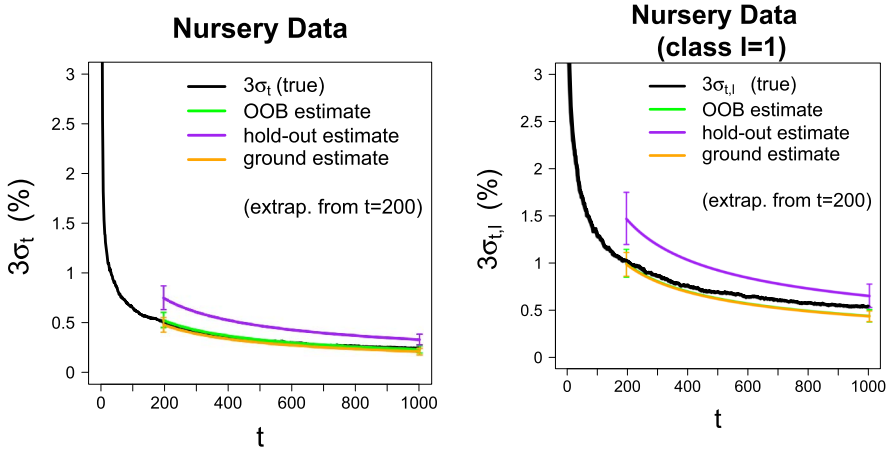 Nursery Data
3σt (true)
OOB estimate
hold-out estimate
ground estimate
(extrap. from t=200)
3σt (%)
3
2.5
2
1.5
1
0.5
0
0
200
400
600
800
1000
t
Nursery Data
(class l=1)
3σt,l (true)
OOB estimate
hold-out estimate
ground estimate
(extrap. from t=200)
3σt,l (%)
3
2.5
2
1.5
1
0.5
0
0
200
400
600
800
1000
t